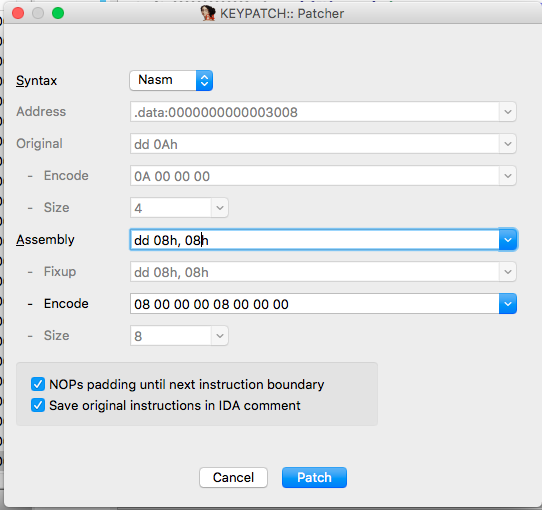 KEYPATCH:: Patcher
Syntax Nasm
Address .data:0000000000003008
Original dd 0Ah
- Encode 0A 00 00 00
- Size 4
Assembly dd 08h, 08h
- Fixup dd 08h, 08h
- Encode 08 00 00 00 08 00 00 00
- Size 8
NOPs padding until next instruction boundary
Save original instructions in IDA comment
Cancel Patch